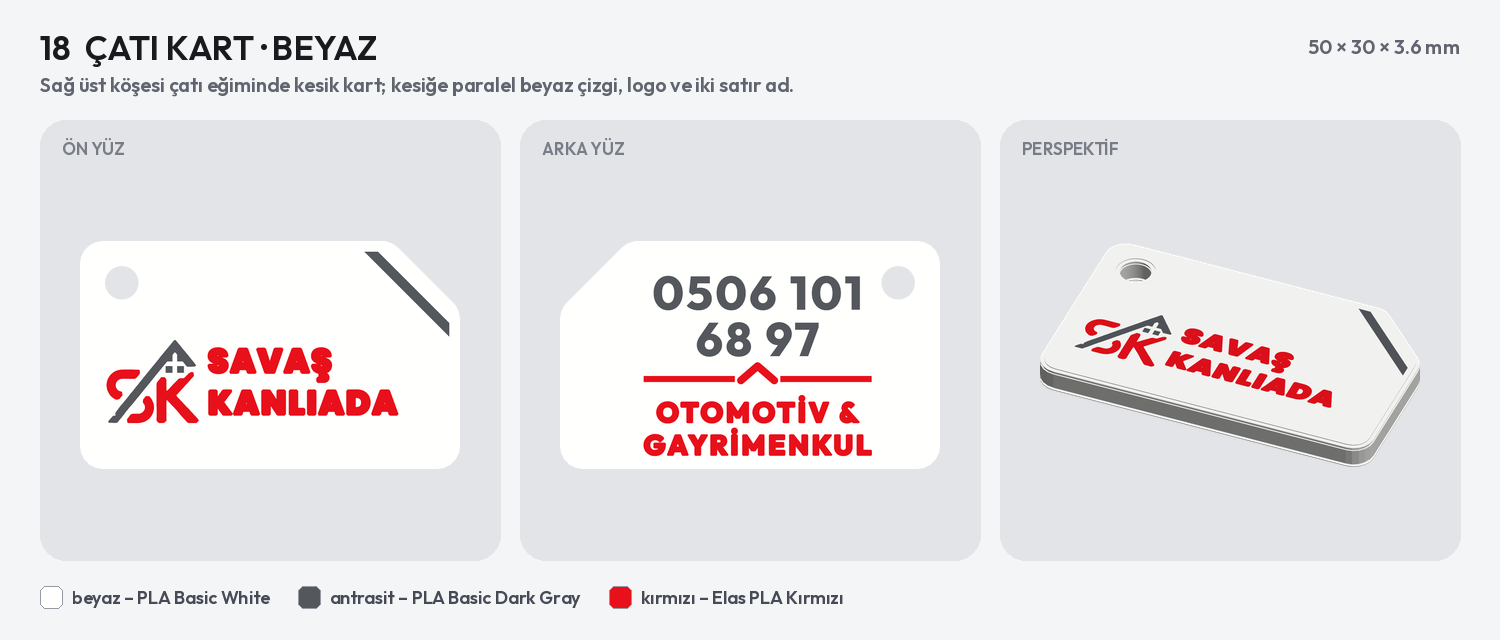 18 ÇATI KART · BEYAZ
50 × 30 × 3.6 mm
Sağ üst köşesi çatı eğiminde kesik kart; kesiğe paralel beyaz çizgi, logo ve iki satır ad.
ÖN YÜZ
SK
SAVAŞ
KANLIADA
ARKA YÜZ
0506 101
68 97
OTOMOTİV &
GAYRİMENKUL
PERSPEKTİF
SK
SAVAŞ
KANLIADA
beyaz – PLA Basic White
antrasit – PLA Basic Dark Gray
kırmızı – Elas PLA Kırmızı